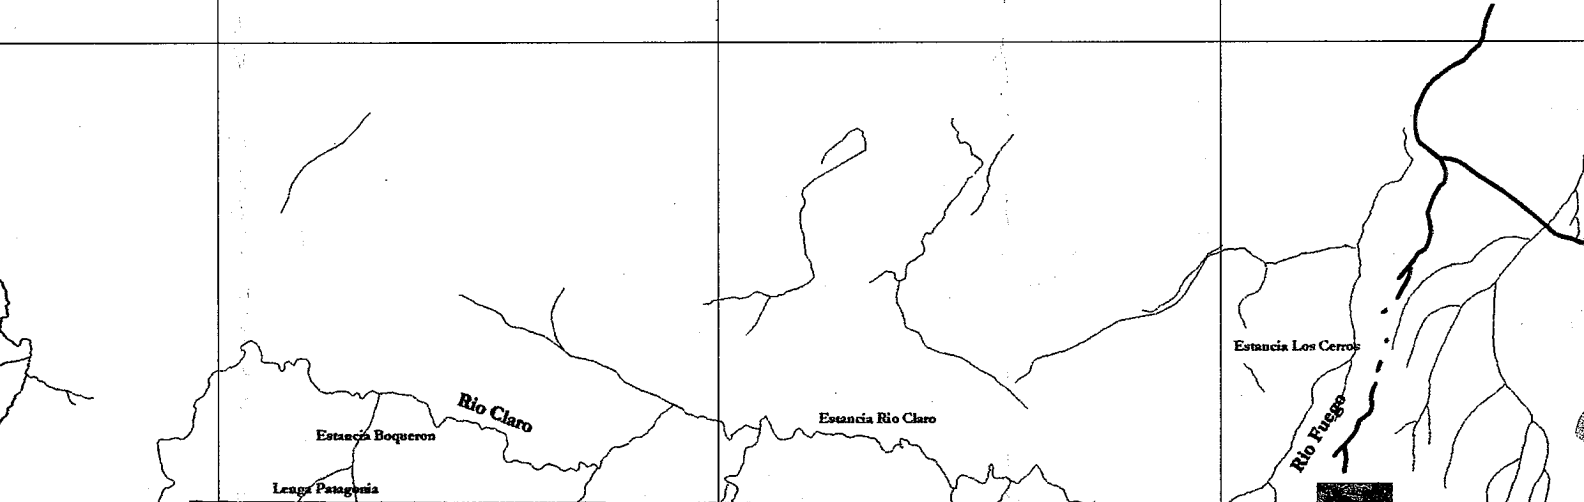 Estancia Los Cerros
Rio Claro
Estancia Rio Claro
Estancia Boqueron
Rio Fuego
Lenga Patagonia